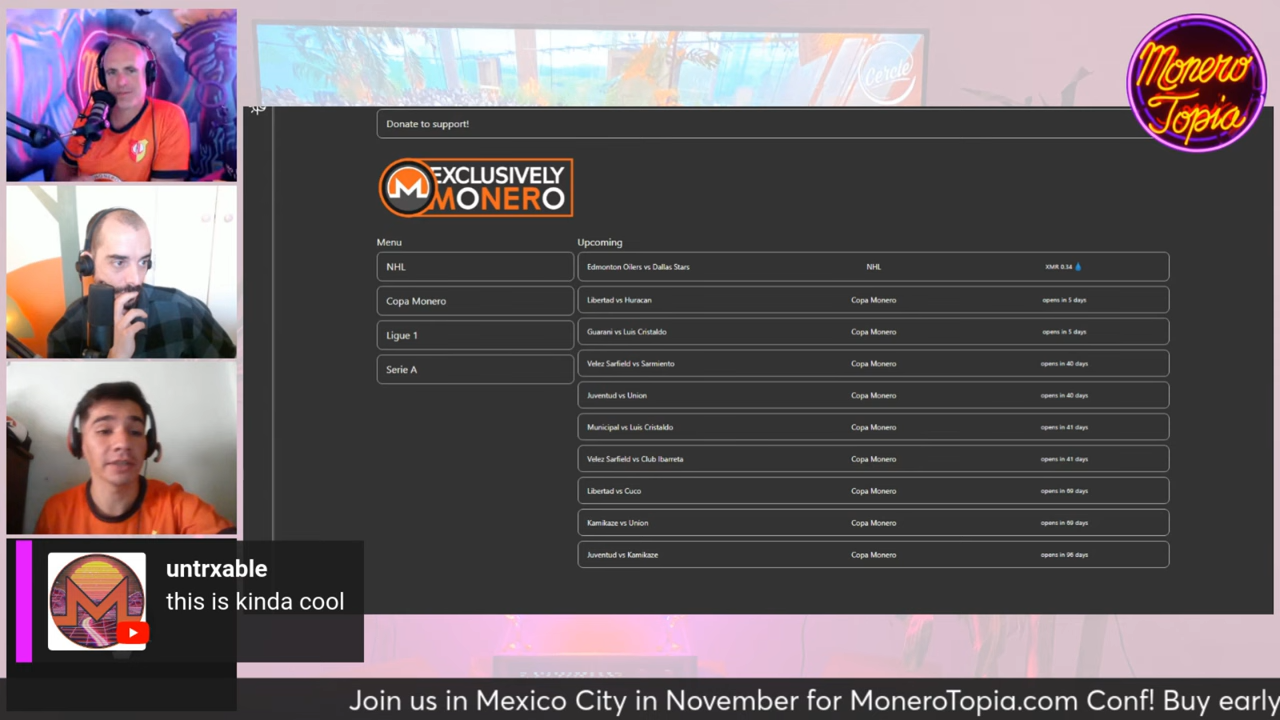 Cercle
Monero
Topia
Donate to support!
EXCLUSIVELY
MONERO
Menu
NHL
Copa Monero
Ligue 1
Serie A
Upcoming
Edmonton Oilers vs Dallas Stars NHL XMR 0.34
Libertad vs Huracan Copa Monero opens in 5 days
Guarani vs Luis Cristaldo Copa Monero opens in 5 days
Velez Sarfield vs Sarmiento Copa Monero opens in 40 days
Juventud vs Union Copa Monero opens in 40 days
Municipal vs Luis Cristaldo Copa Monero opens in 41 days
Velez Sarfield vs Club Ibarreta Copa Monero opens in 41 days
Libertad vs Cuco Copa Monero opens in 69 days
Kamikaze vs Union Copa Monero opens in 69 days
Juventud vs Kamikaze Copa Monero opens in 96 days
untrxable
this is kinda cool
Join us in Mexico City in November for MoneroTopia.com Conf! Buy early